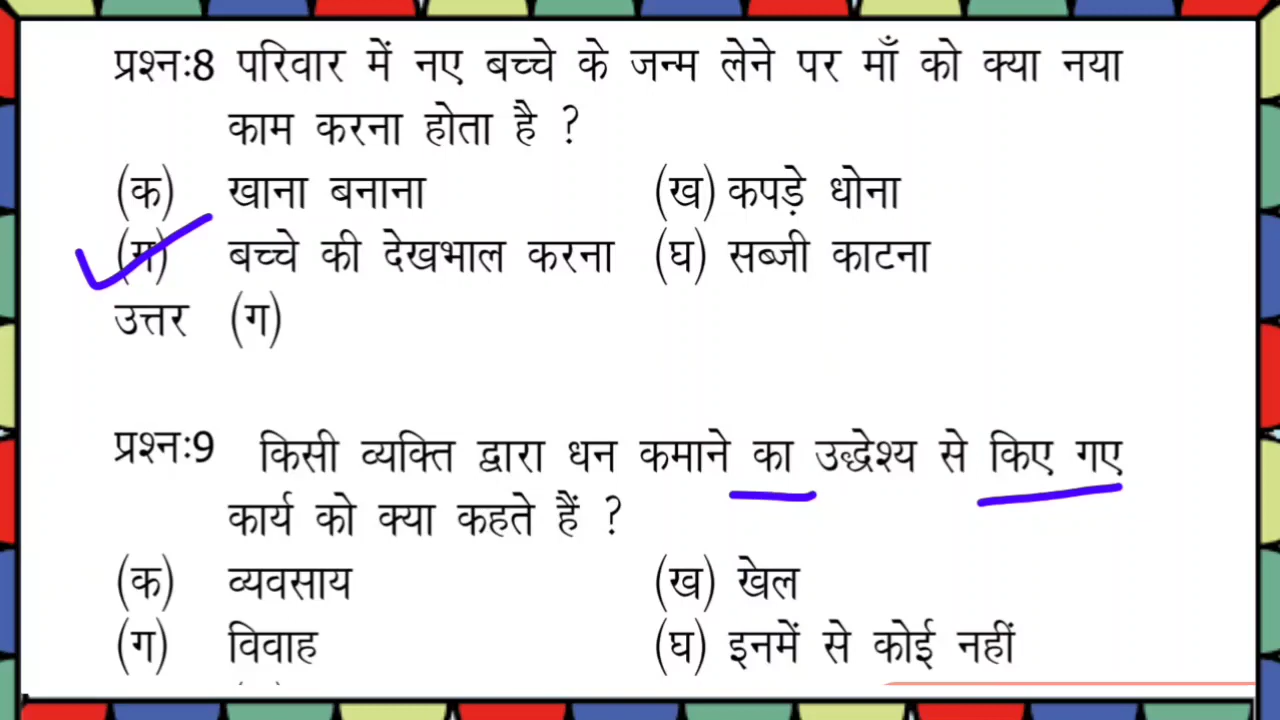 प्रश्नः8 परिवार में नए बच्चे के जन्म लेने पर माँ को क्या नया
काम करना होता है ?
(क) खाना बनाना (ख) कपड़े धोना
(ग) बच्चे की देखभाल करना (घ) सब्जी काटना
उत्तर (ग)
प्रश्नः9 किसी व्यक्ति द्वारा धन कमाने का उद्धेश्य से किए गए
कार्य को क्या कहते हैं ?
(क) व्यवसाय (ख) खेल
(ग) विवाह (घ) इनमें से कोई नहीं